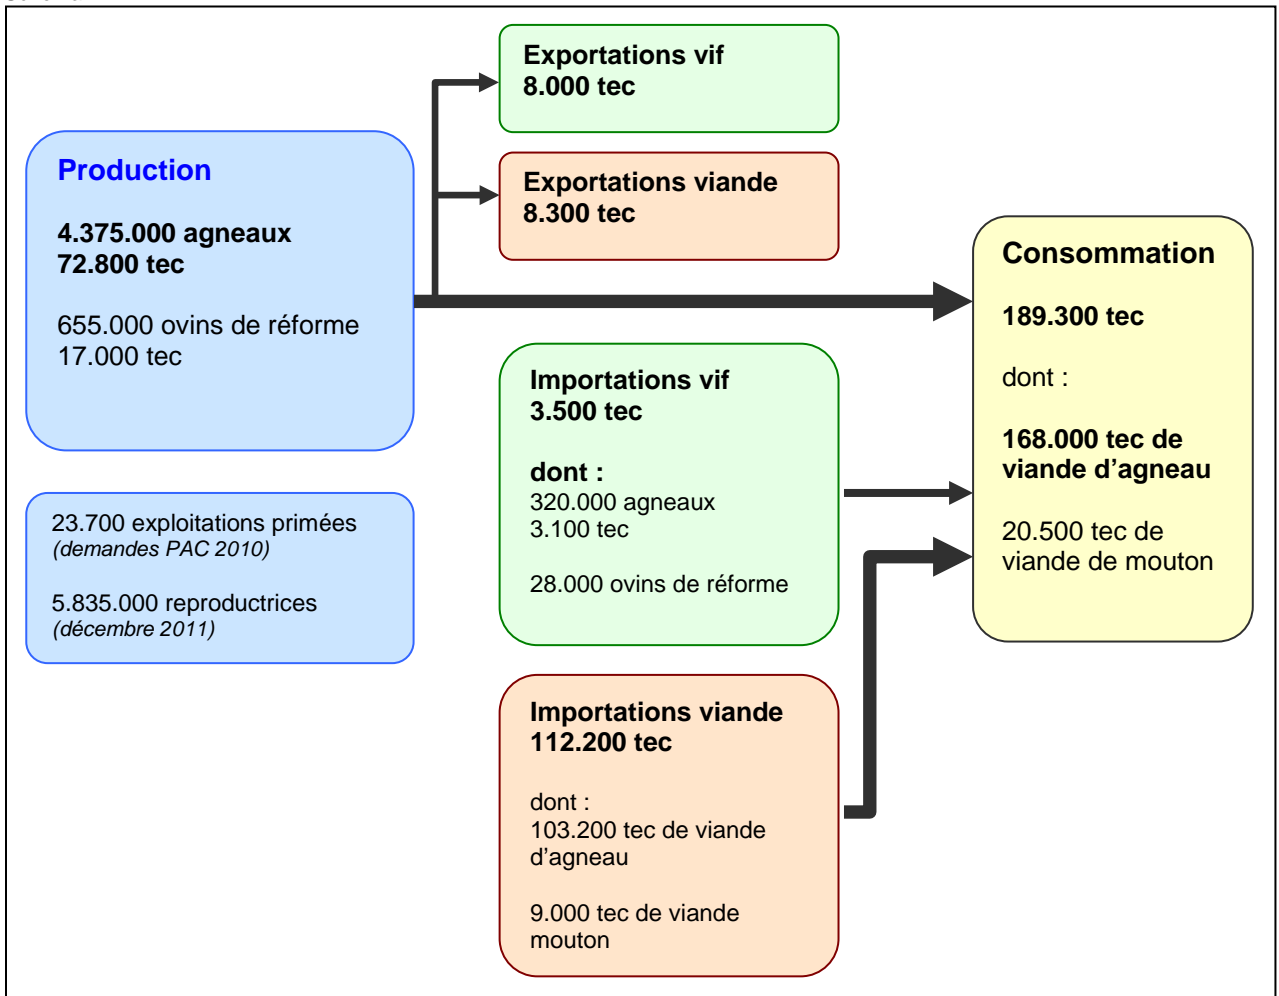 Exportations vif
8.000 tec
Production
4.375.000 agneaux
72.800 tec
655.000 ovins de réforme
17.000 tec
Exportations viande
8.300 tec
Consommation
189.300 tec
dont :
168.000 tec de
viande d’agneau
20.500 tec de
viande de mouton
Importations vif
3.500 tec
dont :
320.000 agneaux
3.100 tec
28.000 ovins de réforme
23.700 exploitations primées
(demandes PAC 2010)
5.835.000 reproductrices
(décembre 2011)
Importations viande
112.200 tec
dont :
103.200 tec de viande
d’agneau
9.000 tec de viande
mouton